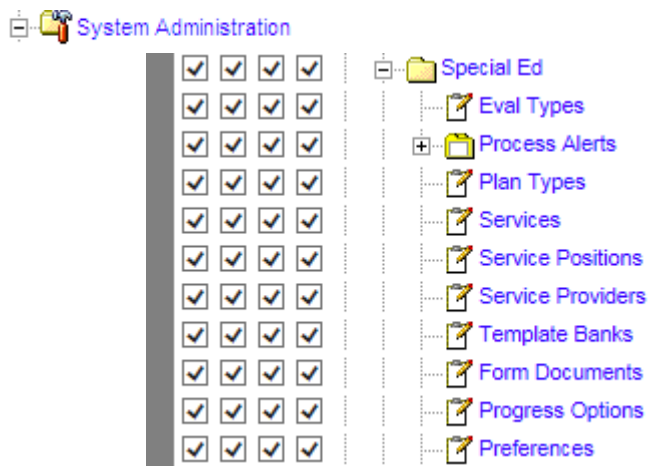 System Administration
Special Ed
Eval Types
Process Alerts
Plan Types
Services
Service Positions
Service Providers
Template Banks
Form Documents
Progress Options
Preferences